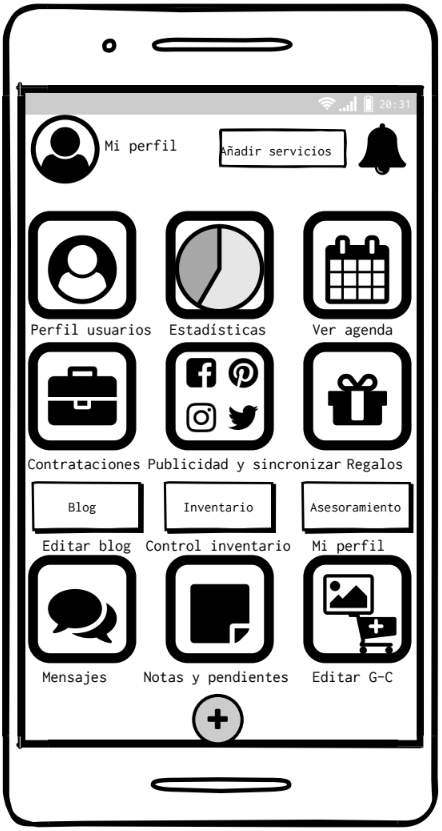 20:31
Mi perfil
Añadir servicios
Perfil usuarios Estadísticas Ver agenda
Contrataciones Publicidad y sincronizar Regalos
Blog Inventario Asesoramiento
Editar blog Control inventario Mi perfil
Mensajes Notas y pendientes Editar G-C